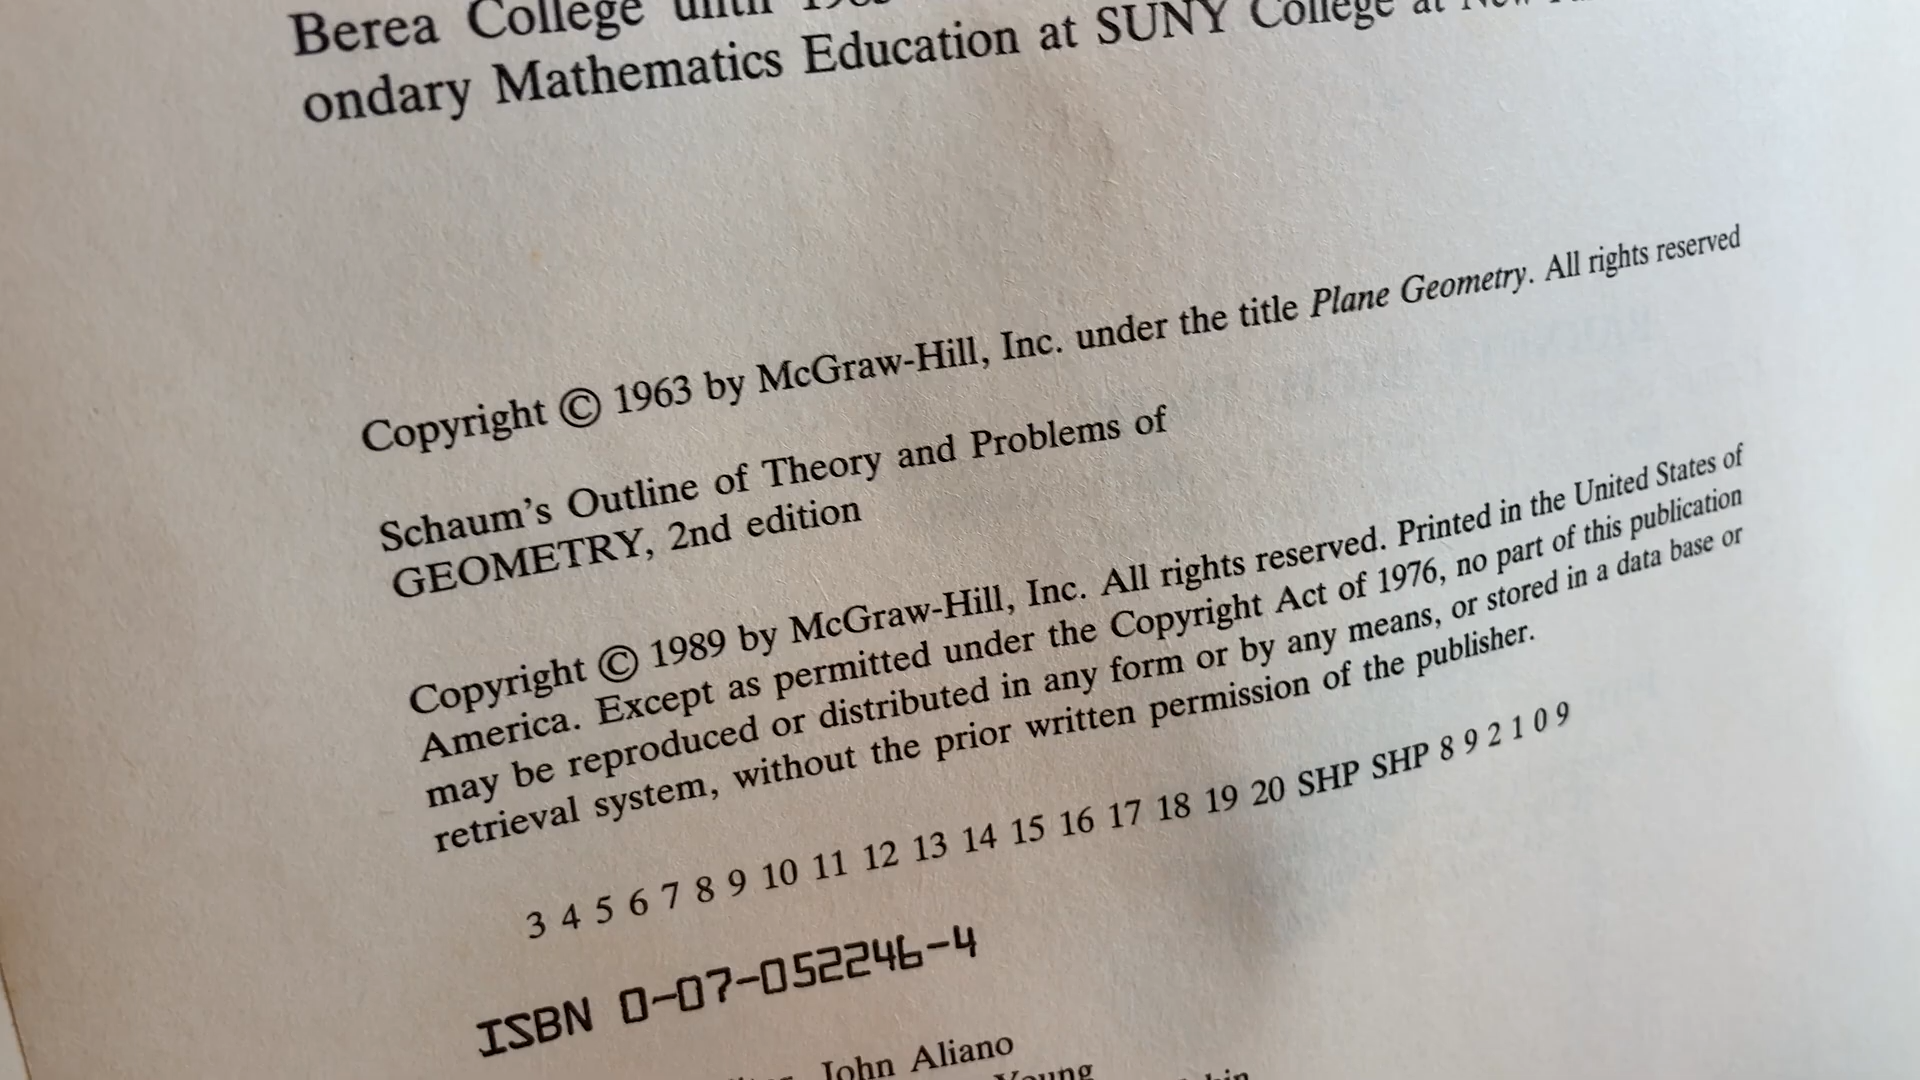 Berea College until
ondary Mathematics Education at SUNY College at New
Copyright © 1963 by McGraw-Hill, Inc. under the title Plane Geometry. All rights reserved
Schaum's Outline of Theory and Problems of
GEOMETRY, 2nd edition
Copyright © 1989 by McGraw-Hill, Inc. All rights reserved. Printed in the United States of
America. Except as permitted under the Copyright Act of 1976, no part of this publication
may be reproduced or distributed in any form or by any means, or stored in a data base or
retrieval system, without the prior written permission of the publisher.
3 4 5 6 7 8 9 10 11 12 13 14 15 16 17 18 19 20 SHP SHP 8 9 2 1 0 9
ISBN 0-07-052246-4
John Aliano
Young